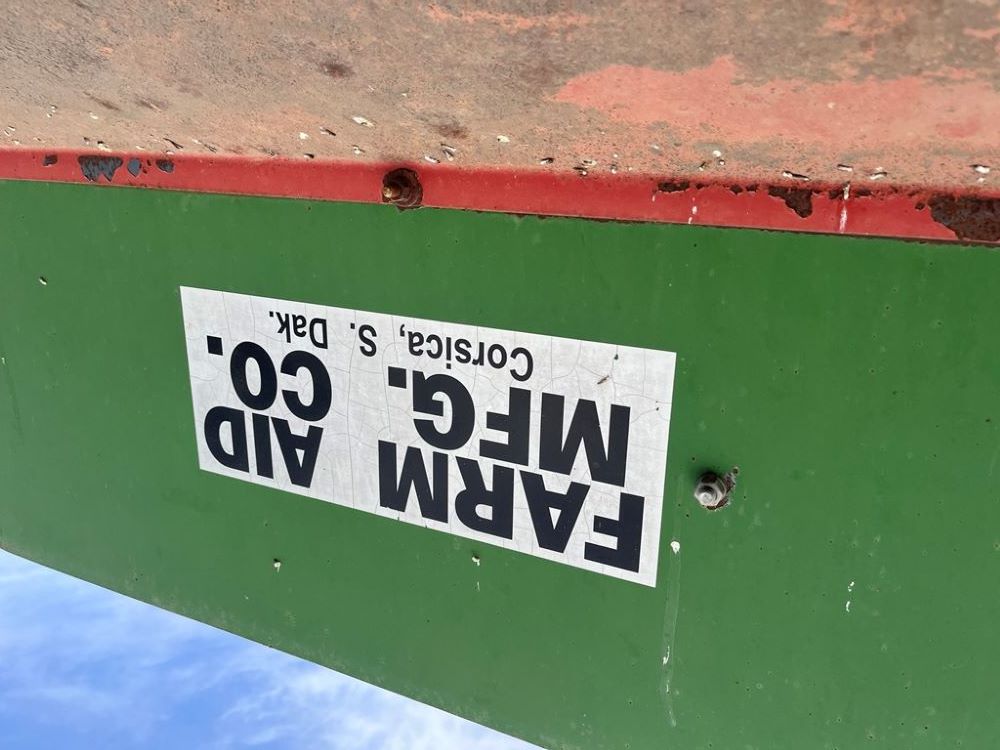 FARM AID
MFG. CO.
Corsica, S. Dak.